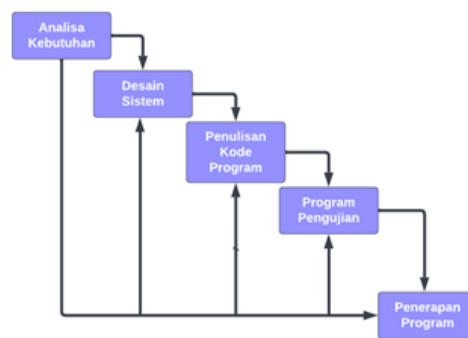 Analisa
Kebutuhan
Desain
Sistem
Penulisan
Kode
Program
Program
Pengujian
Penerapan
Program